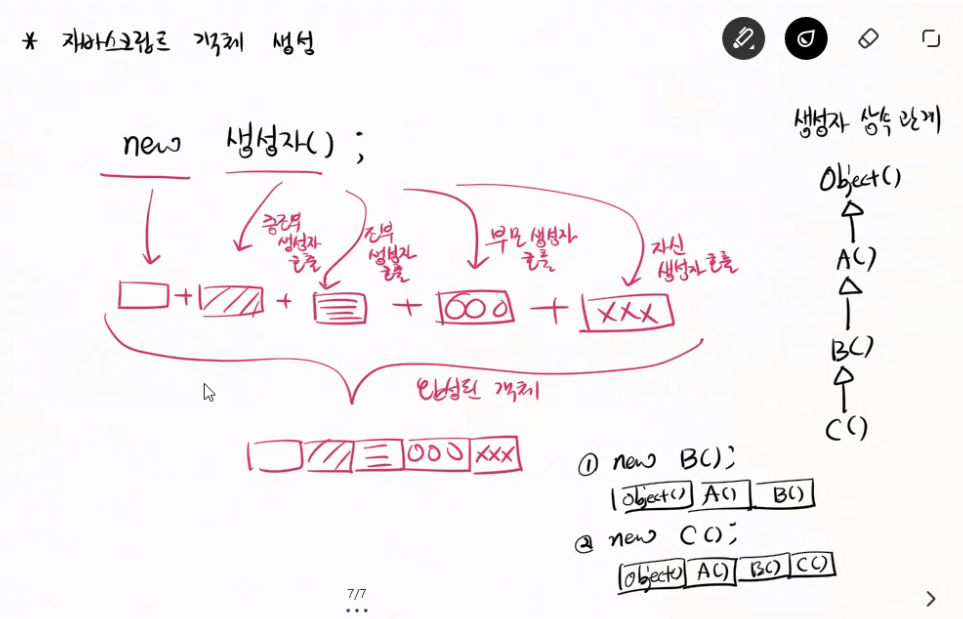 * 자바스크립트 객체 생성
new 생성자();
증조부
생성자
호출
조부
생성자
호출
부모 생성자
호출
자신
생성자 호출
+ + + +
000
xxx
완성된 객체
000 xxx
생성자 상속 관계
Object()
A()
B()
C()
① new B();
Object() A() B()
② new C();
Object() A() B() C()
7/7